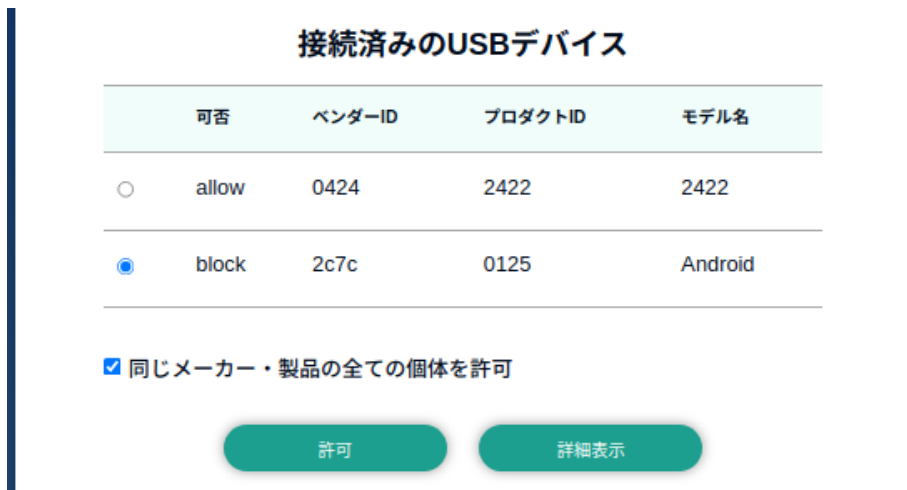 接続済みのUSBデバイス
可否 ベンダーID プロダクトID モデル名
allow 0424 2422 2422
block 2c7c 0125 Android
同じメーカー・製品の全ての個体を許可
許可 詳細表示